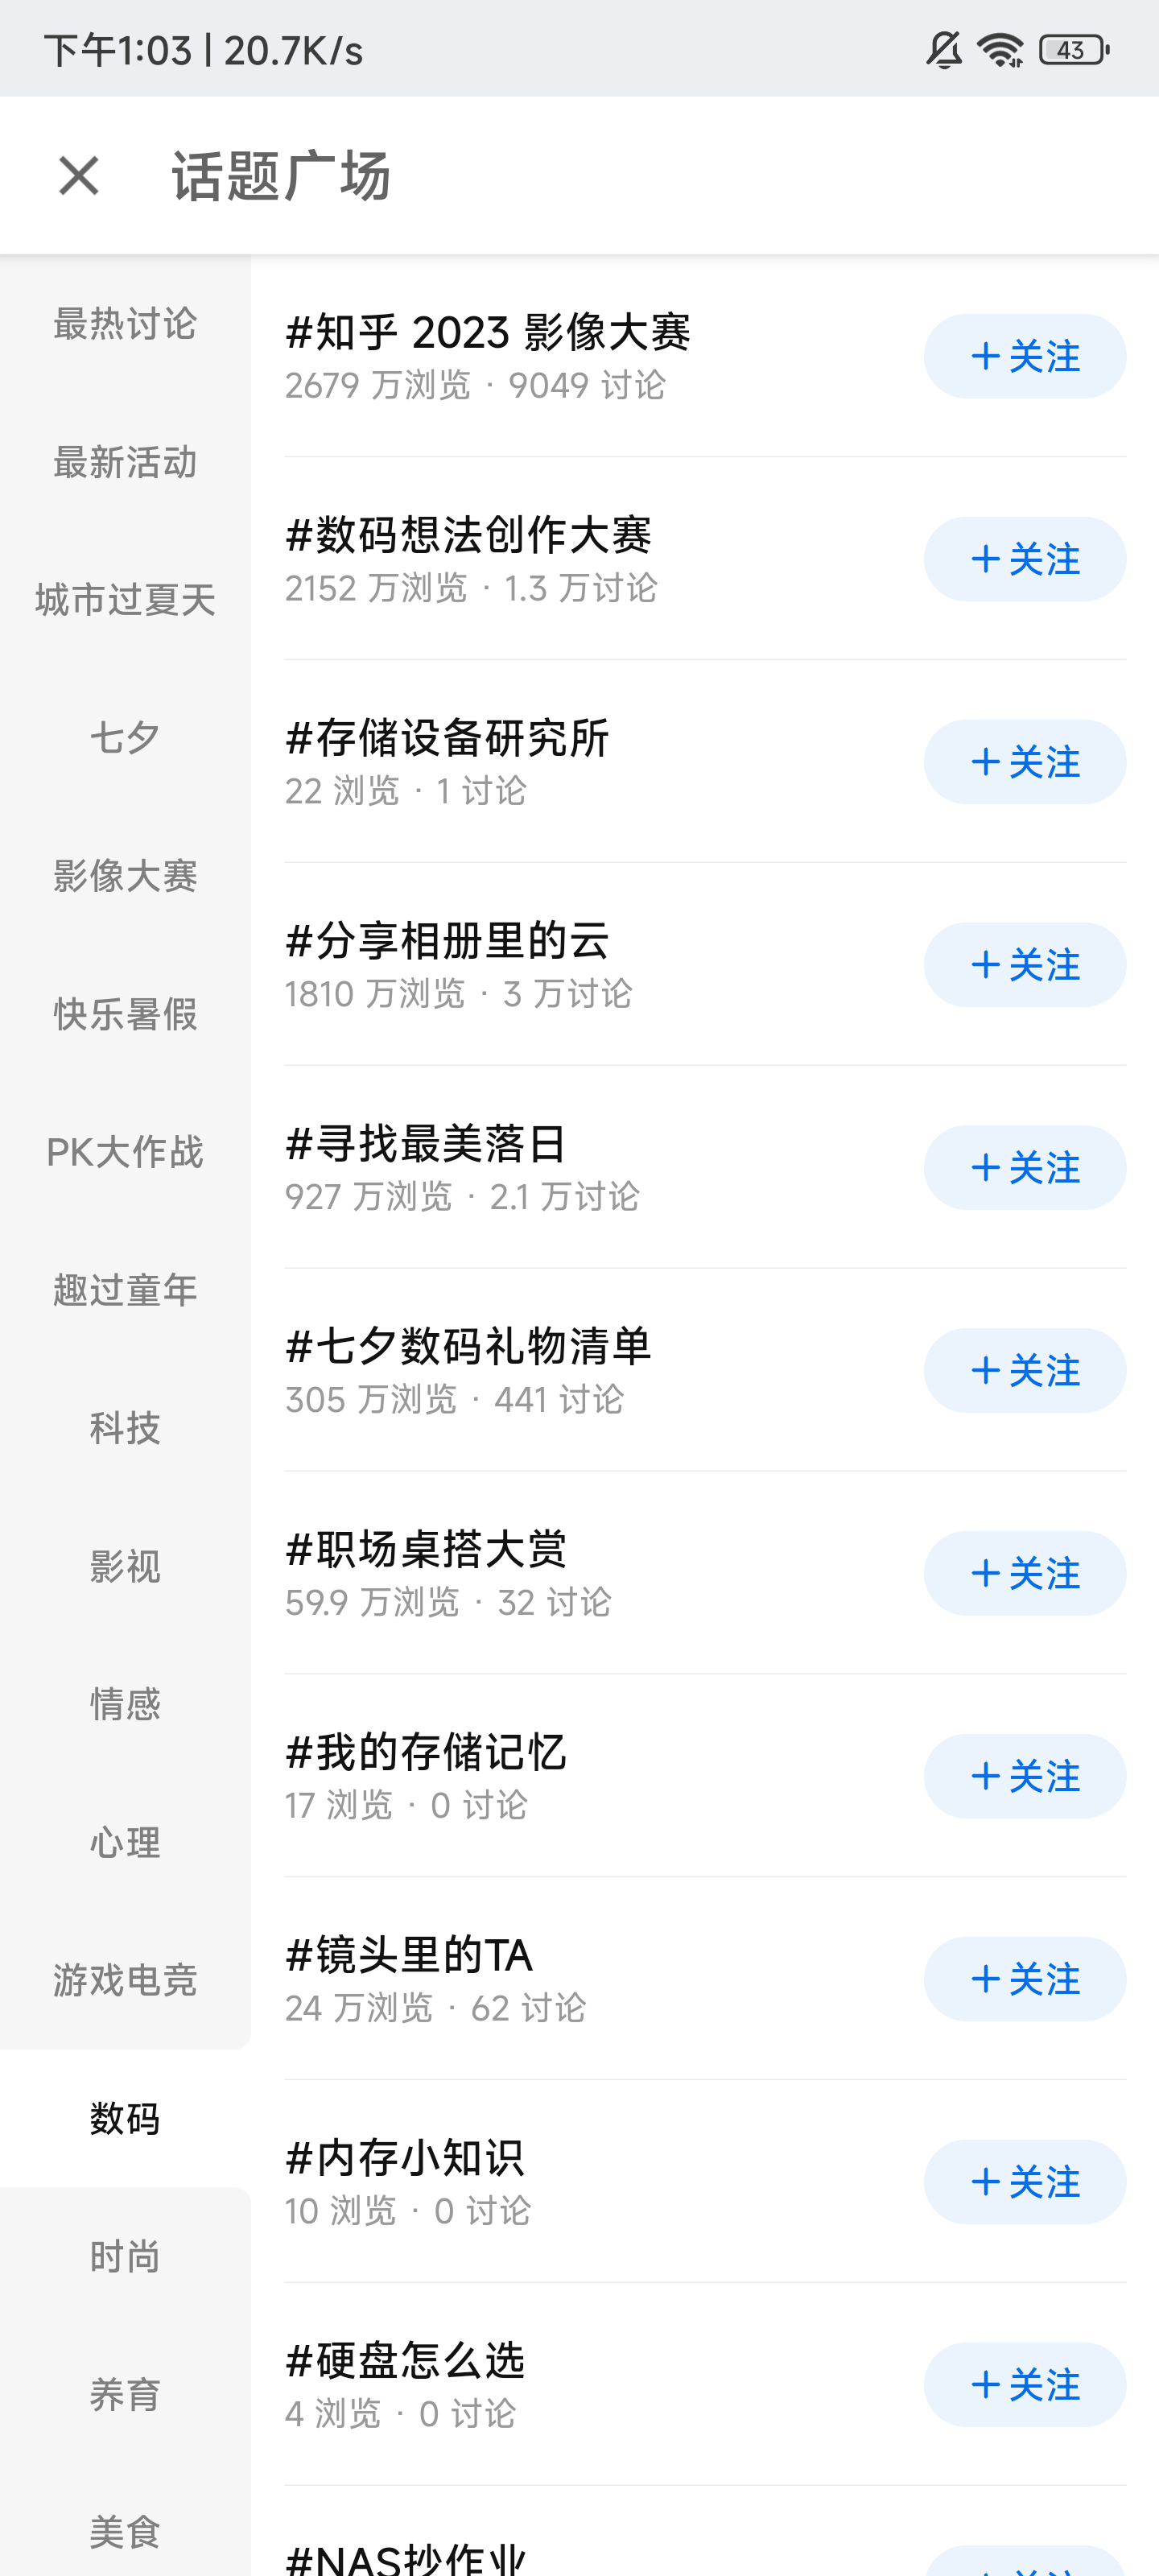 下午1:03 | 20.7K/s
43
话题广场
最热讨论
最新活动
城市过夏天
七夕
影像大赛
快乐暑假
PK大作战
趣过童年
科技
影视
情感
心理
游戏电竞
数码
时尚
养育
美食
#知乎 2023 影像大赛
2679 万浏览 · 9049 讨论
+关注
#数码想法创作大赛
2152 万浏览 · 1.3 万讨论
+关注
#存储设备研究所
22 浏览 · 1 讨论
+关注
#分享相册里的云
1810 万浏览 · 3 万讨论
+关注
#寻找最美落日
927 万浏览 · 2.1 万讨论
+关注
#七夕数码礼物清单
305 万浏览 · 441 讨论
+关注
#职场桌搭大赏
59.9 万浏览 · 32 讨论
+关注
#我的存储记忆
17 浏览 · 0 讨论
+关注
#镜头里的TA
24 万浏览 · 62 讨论
+关注
#内存小知识
10 浏览 · 0 讨论
+关注
#硬盘怎么选
4 浏览 · 0 讨论
+关注
#NAS抄作业